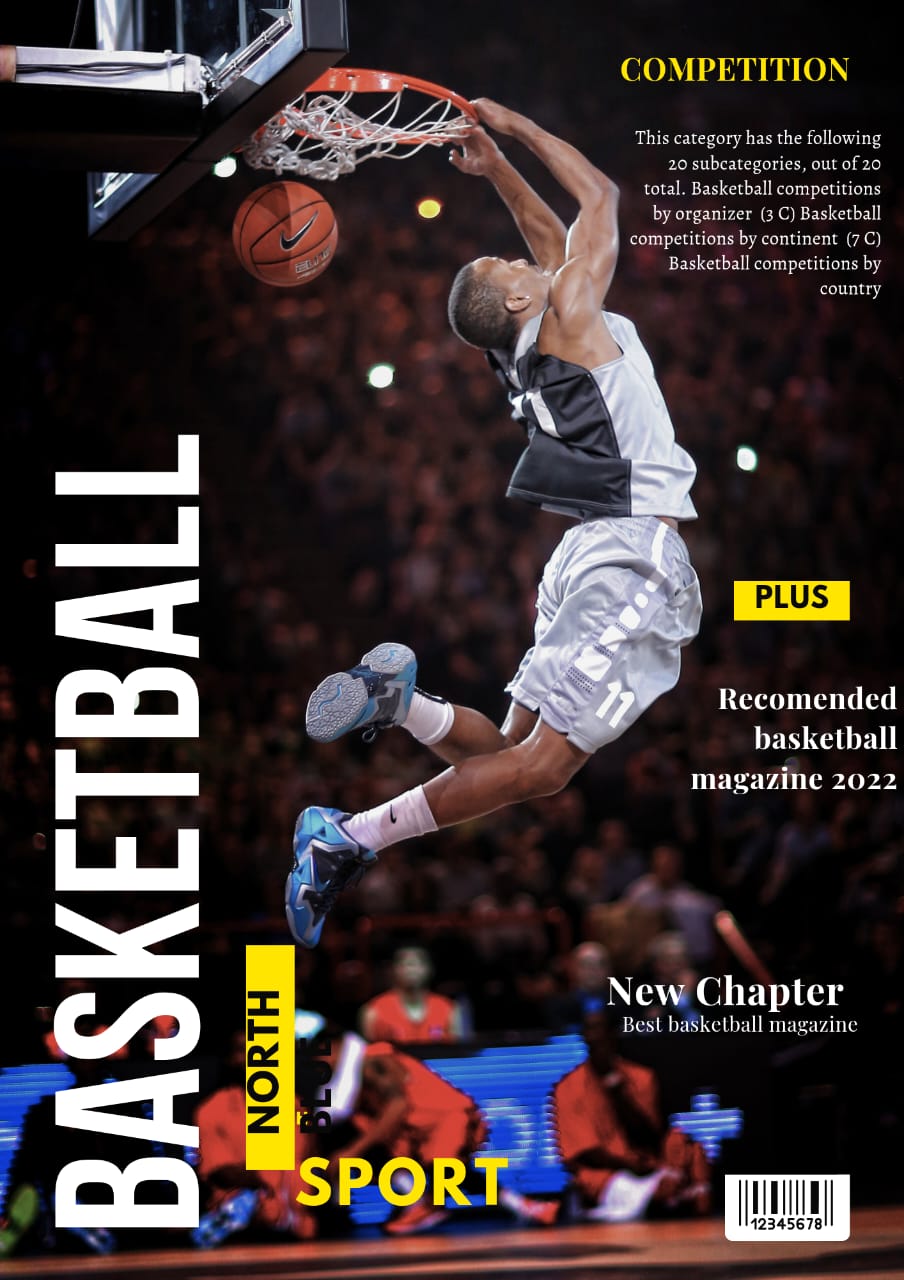 COMPETITION
This category has the following
20 subcategories, out of 20
total. Basketball competitions
by organizer (3 C) Basketball
competitions by continent (7 C)
Basketball competitions by
country
BASKETBALL
PLUS
11
Recomended
basketball
magazine 2022
New Chapter
Best basketball magazine
NORTH
BLUE
SPORT
12345678